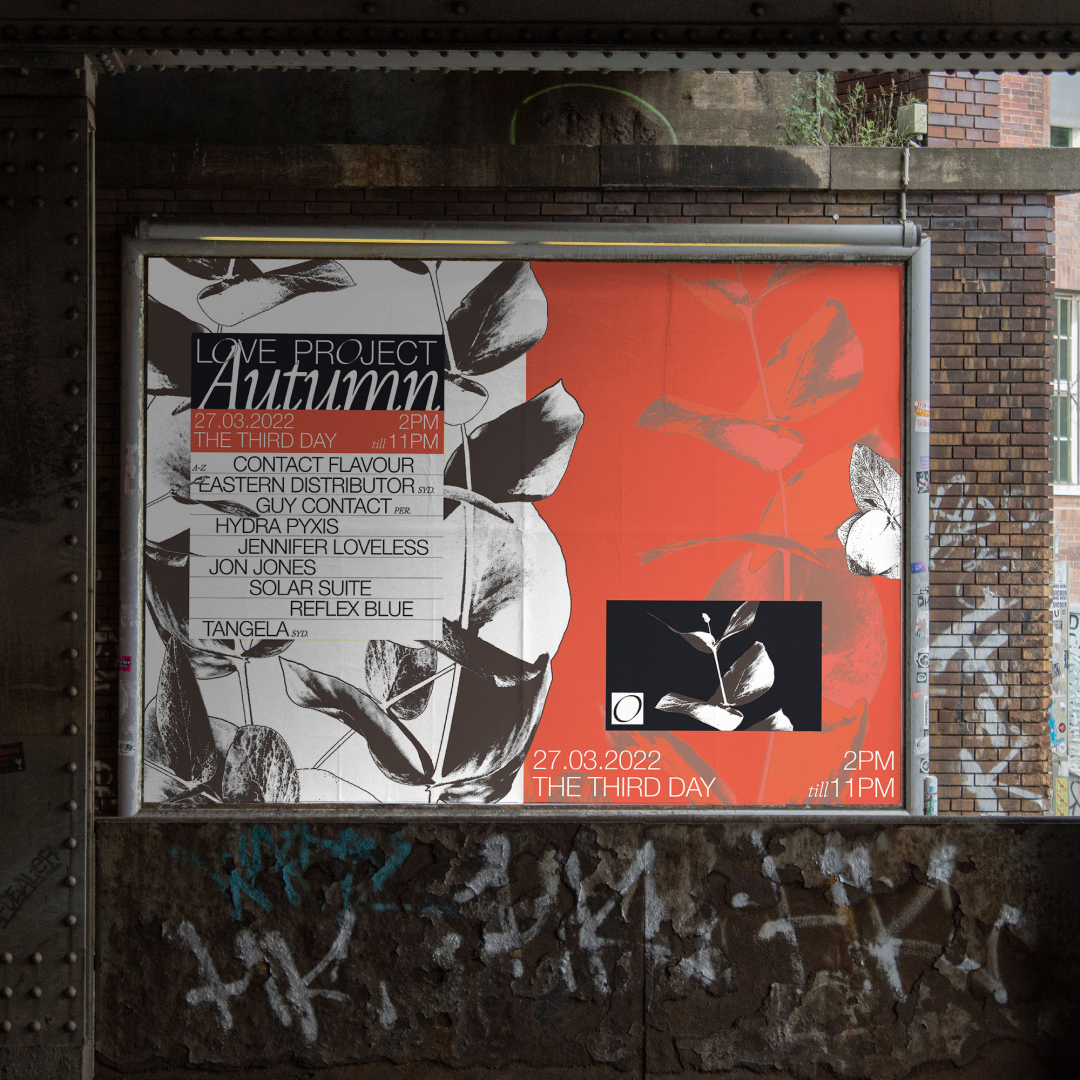 LOVE PROJECT
Autumn
27.03.2022 2PM
THE THIRD DAY till 11PM
A-Z CONTACT FLAVOUR
EASTERN DISTRIBUTOR SYD.
GUY CONTACT PER.
HYDRA PYXIS
JENNIFER LOVELESS
JON JONES
SOLAR SUITE
REFLEX BLUE
TANGELA SYD.
O
27.03.2022 2PM
THE THIRD DAY till 11PM